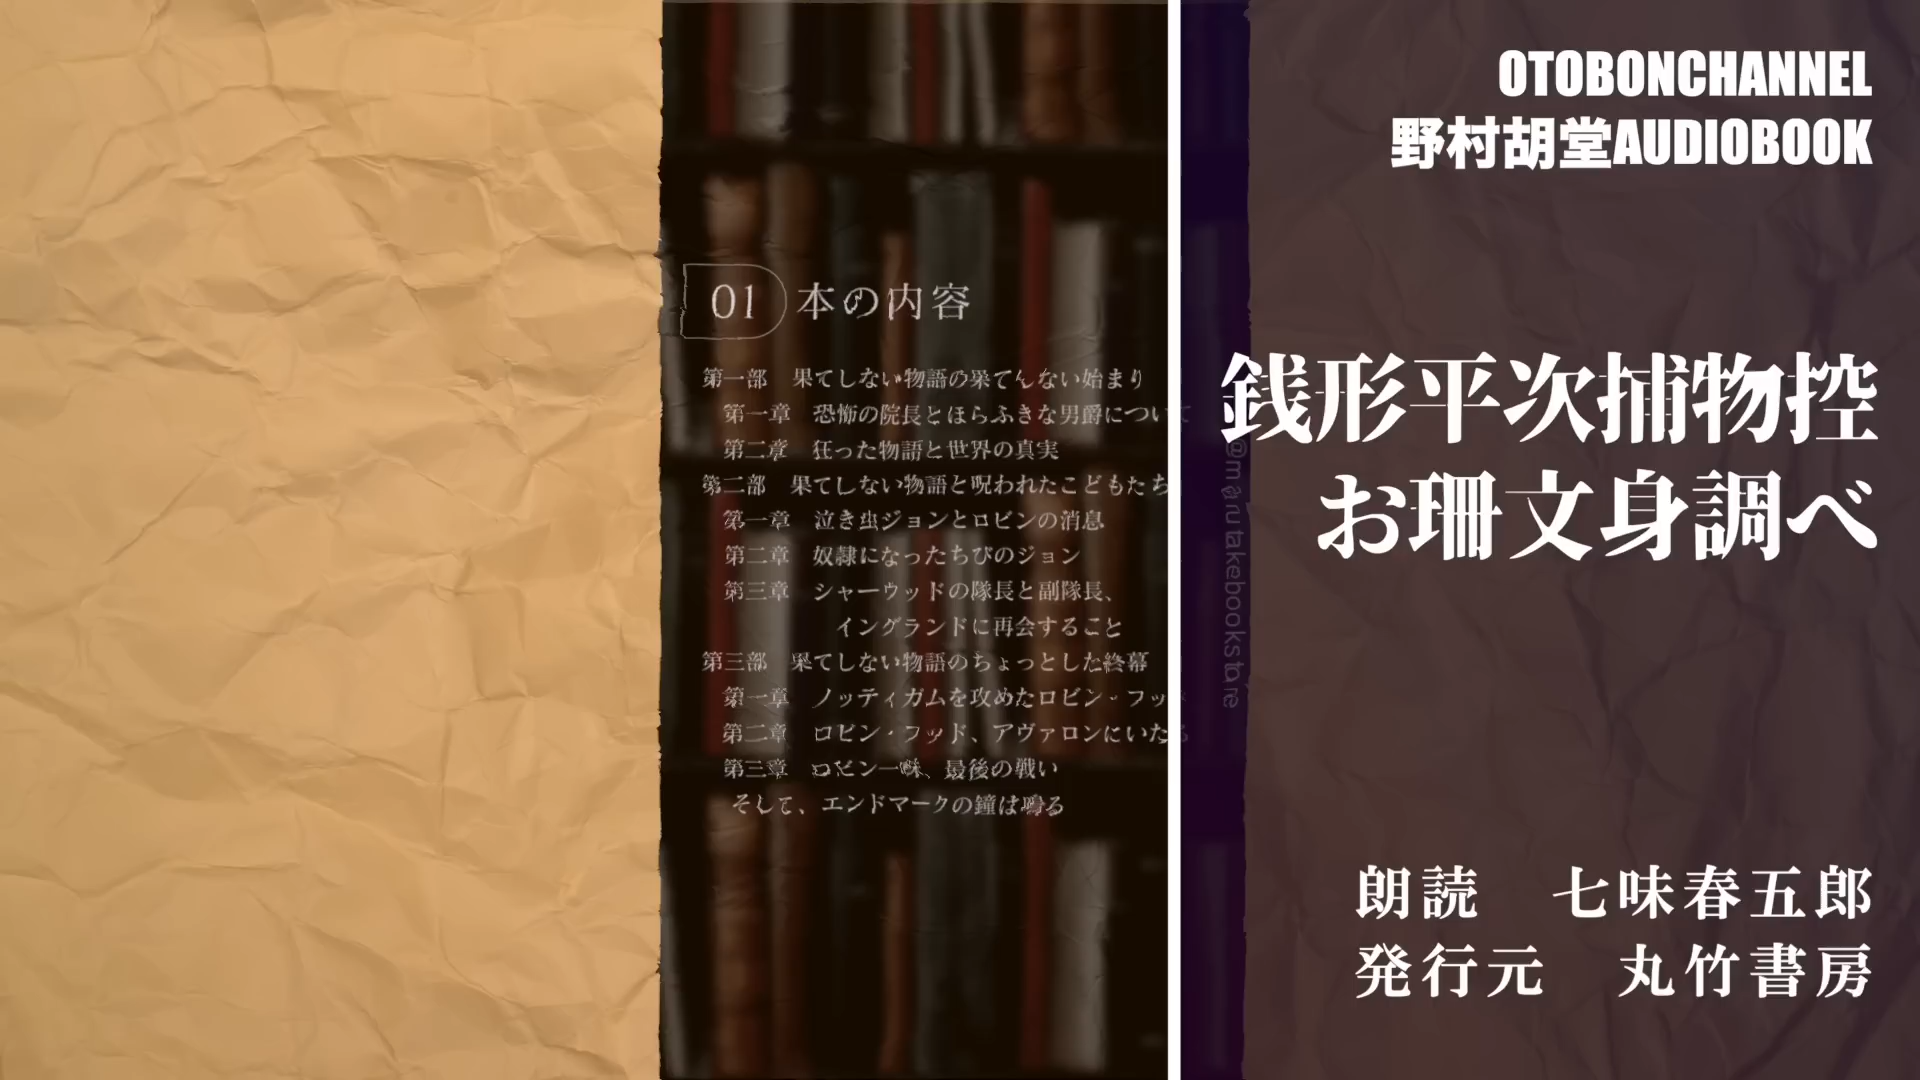 OTOBONCHANNEL
野村胡堂AUDIOBOOK
銭形平次捕物控
お珊文身調べ
朗読　七味春五郎
発行元　丸竹書房
@marutakebookstore
01 本の内容
第一部　果てしない物語の果てしない始まり
第一章　恐怖の院長とほらふきな男爵について
第二章　狂った物語と世界の真実
第二部　果てしない物語と呪われたこどもたち
第一章　泣き虫ジョンとロビンの消息
第二章　奴隷になったちびのジョン
第三章　シャーウッドの隊長と副隊長、
イングランドに再会すること
第三部　果てしない物語のちょっとした終幕
第一章　ノッティガムを攻めたロビン・フッ
第二章　ロビン・フッド、アヴァロンにいたる
第三章　ロビン一味、最後の戦い
そして、エンドマークの鐘は鳴る